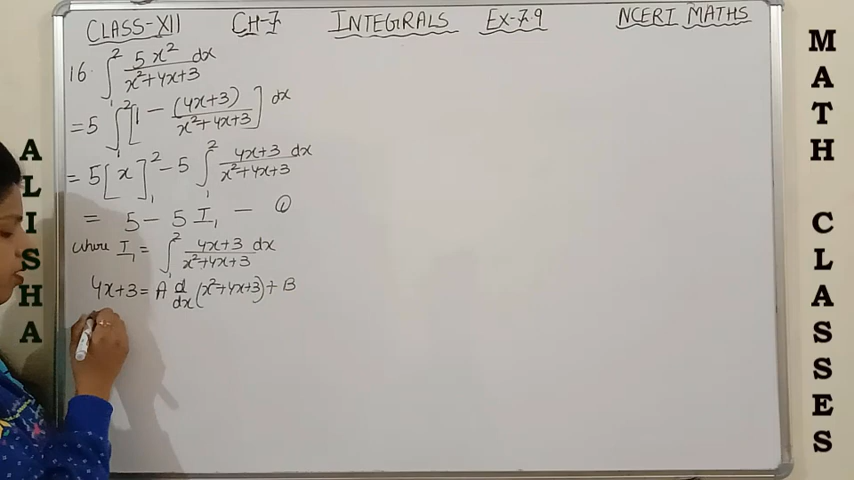 CLASS-XII CH-7 INTEGRALS Ex-7.9 NCERT MATHS
16. ∫₁² 5x² dx / x²+4x+3
= 5 ∫₁² [1 − (4x+3) / x²+4x+3] dx
= 5[x]₁² − 5 ∫₁² 4x+3 dx / x²+4x+3
= 5 − 5 I₁ — ①
where I₁ = ∫₁² 4x+3 dx / x²+4x+3
4x+3 = A d/dx (x²+4x+3) + B
ALISHA
MATH CLASSES